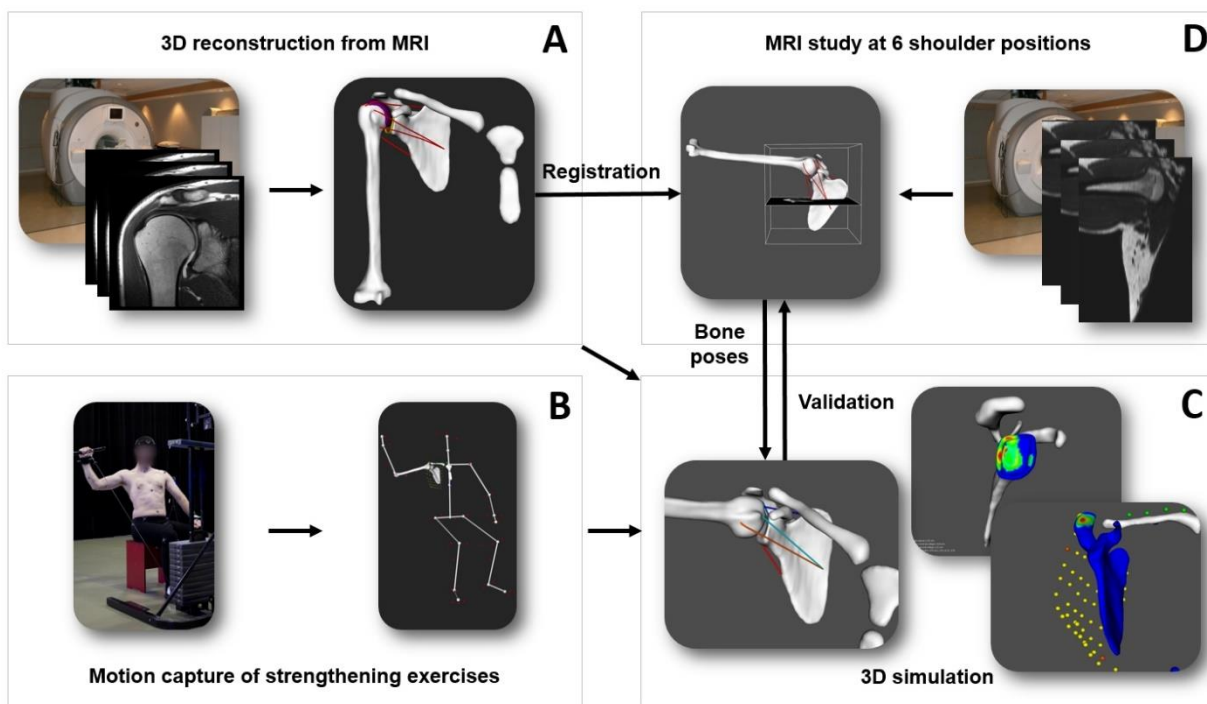 3D reconstruction from MRI
A
MRI study at 6 shoulder positions
D
Registration
Bone
poses
Validation
B
C
Motion capture of strengthening exercises
3D simulation